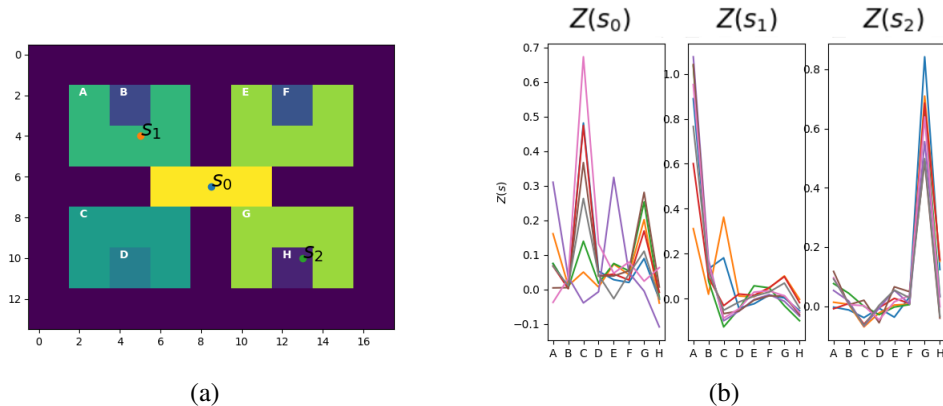 Z(s₀) Z(s₁) Z(s₂)
0
2
4
6
8
10
12
0 2 4 6 8 10 12 14 16
A B E F
s₁
s₀
C G
D H s₂
Z(s)
0.7
0.6
0.5
0.4
0.3
0.2
0.1
0.0
−0.1
A B C D E F G H
1.0
0.8
0.6
0.4
0.2
0.0
A B C D E F G H
0.8
0.6
0.4
0.2
0.0
A B C D E F G H
(a) (b)